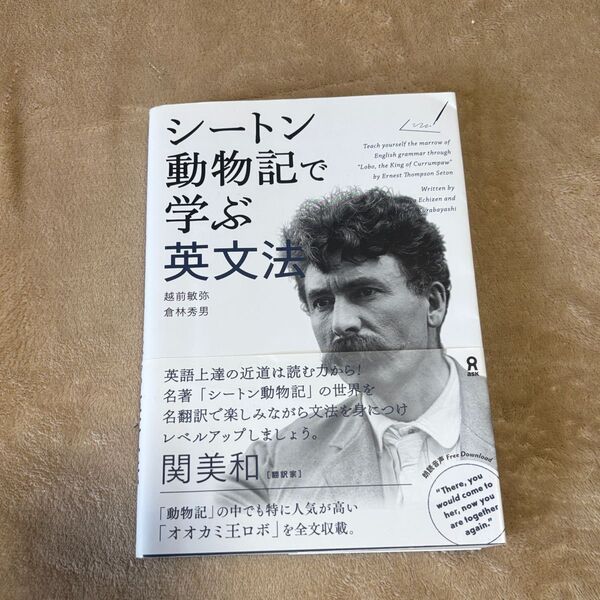 シートン
動物記で
学ぶ
英文法
越前敏弥
倉林秀男
Teach yourself the marrow of
English grammar through
"Lobo, the King of Currumpaw"
by Ernest Thompson Seton
Written by
Echizen and
英語上達の近道は読む力から!
名著「シートン動物記」の世界を
名翻訳で楽しみながら文法を身につけ
レベルアップしましょう。
関美和[翻訳家]
「動物記」の中でも特に人気が高い
「オオカミ王ロボ」を全文収載。
ask
朗読音声 Free Download
"There, you
would come to
her, now you
are together
again."